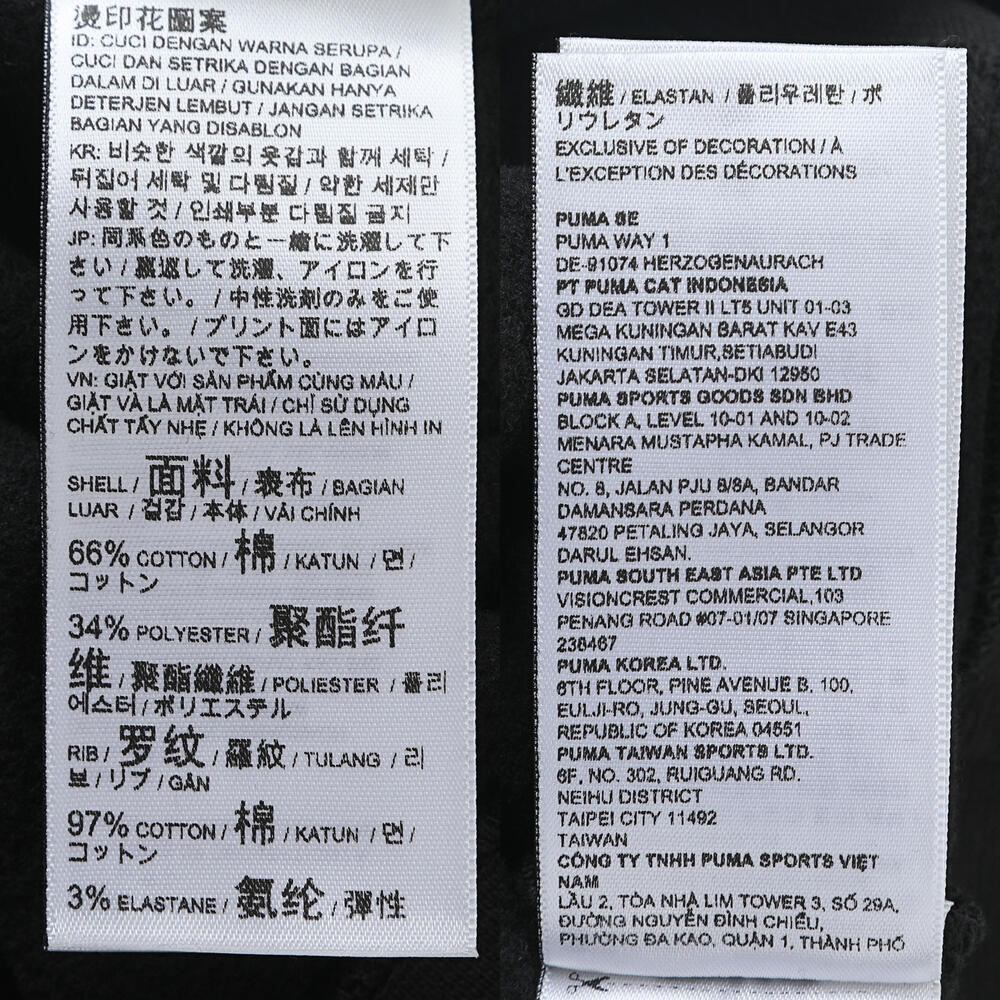 燙印花圖案
ID: CUCI DENGAN WARNA SERUPA /
CUCI DAN SETRIKA DENGAN BAGIAN
DALAM DI LUAR / GUNAKAN HANYA
DETERJEN LEMBUT / JANGAN SETRIKA
BAGIAN YANG DISABLON
KR: 비슷한 색깔의 옷감과 함께 세탁 /
뒤집어 세탁 및 다림질 / 약한 세제만
사용할 것 / 인쇄부분 다림질 금지
JP: 同系色のものと一緒に洗濯して下
さい / 裏返して洗濯、アイロンを行
って下さい。 / 中性洗剤のみをご使
用下さい。 / プリント面にはアイロ
ンをかけないで下さい。
VN: GIẶT VỚI SẢN PHẨM CÙNG MÀU /
GIẶT VÀ LÀ MẶT TRÁI / CHỈ SỬ DỤNG
CHẤT TẨY NHẸ / KHÔNG LÀ LÊN HÌNH IN
SHELL / 面料 / 表布 / BAGIAN
LUAR / 겉감 / 本体 / VẢI CHÍNH
66% COTTON / 棉 / KATUN / 면 /
コットン
34% POLYESTER / 聚酯纤
维 / 聚酯纖維 / POLIESTER / 폴리
에스터 / ポリエステル
RIB / 罗纹 / 羅紋 / TULANG / 리
브 / リブ / GÂN
97% COTTON / 棉 / KATUN / 면 /
コットン
3% ELASTANE / 氨纶 / 彈性
纖維 / ELASTAN / 폴리우레탄 / ポ
リウレタン
EXCLUSIVE OF DECORATION / À
L'EXCEPTION DES DÉCORATIONS
PUMA SE
PUMA WAY 1
DE-91074 HERZOGENAURACH
PT PUMA CAT INDONESIA
GD DEA TOWER II LT5 UNIT 01-03
MEGA KUNINGAN BARAT KAV E43
KUNINGAN TIMUR,SETIABUDI
JAKARTA SELATAN-DKI 12950
PUMA SPORTS GOODS SDN BHD
BLOCK A, LEVEL 10-01 AND 10-02
MENARA MUSTAPHA KAMAL, PJ TRADE
CENTRE
NO. 8, JALAN PJU 8/8A, BANDAR
DAMANSARA PERDANA
47820 PETALING JAYA, SELANGOR
DARUL EHSAN.
PUMA SOUTH EAST ASIA PTE LTD
VISIONCREST COMMERCIAL,103
PENANG ROAD #07-01/07 SINGAPORE
238467
PUMA KOREA LTD.
6TH FLOOR, PINE AVENUE B, 100,
EULJI-RO, JUNG-GU, SEOUL,
REPUBLIC OF KOREA 04551
PUMA TAIWAN SPORTS LTD.
6F, NO. 302, RUIGUANG RD.
NEIHU DISTRICT
TAIPEI CITY 11492
TAIWAN
CÔNG TY TNHH PUMA SPORTS VIỆT
NAM
LẦU 2, TÒA NHÀ LIM TOWER 3, SỐ 29A,
ĐƯỜNG NGUYỄN ĐÌNH CHIỂU,
PHƯỜNG ĐA KAO, QUẬN 1, THÀNH PHỐ